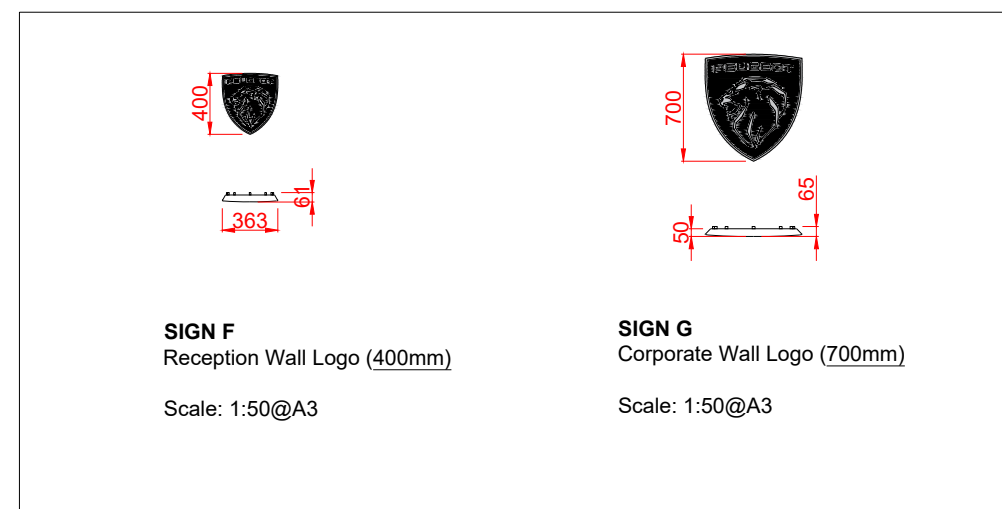 400
61
363
SIGN F
Reception Wall Logo (400mm)
Scale: 1:50@A3
PEUGEOT
700
65
50
SIGN G
Corporate Wall Logo (700mm)
Scale: 1:50@A3